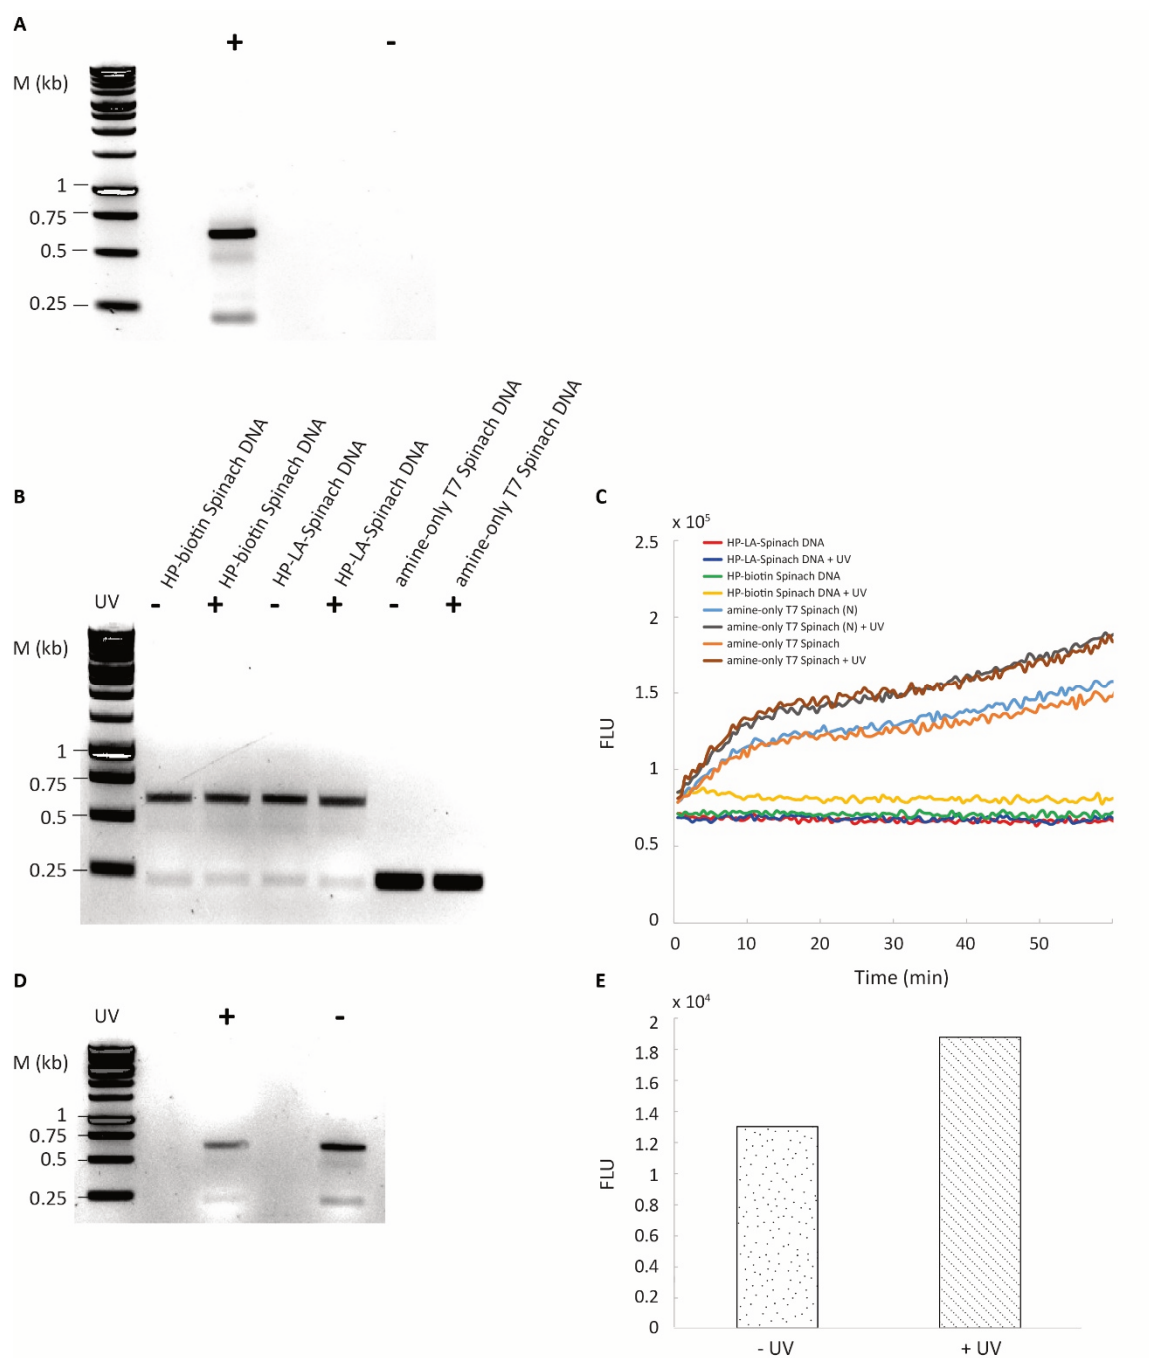 A
+ -
M (kb)
1
0.75
0.5
0.25
B
HP-biotin Spinach DNA
HP-biotin Spinach DNA
HP-LA-Spinach DNA
HP-LA-Spinach DNA
amine-only T7 Spinach DNA
amine-only T7 Spinach DNA
UV - + - + - +
M (kb)
1
0.75
0.5
0.25
C
x 10⁵
2.5
2
1.5
1
0.5
0
FLU
HP-LA-Spinach DNA
HP-LA-Spinach DNA + UV
HP-biotin Spinach DNA
HP-biotin Spinach DNA + UV
amine-only T7 Spinach (N)
amine-only T7 Spinach (N) + UV
amine-only T7 Spinach
amine-only T7 Spinach + UV
0 10 20 30 40 50
Time (min)
D
UV + -
M (kb)
1
0.75
0.5
0.25
E
x 10⁴
2
1.8
1.6
1.4
1.2
1
0.8
0.6
0.4
0.2
0
FLU
- UV + UV